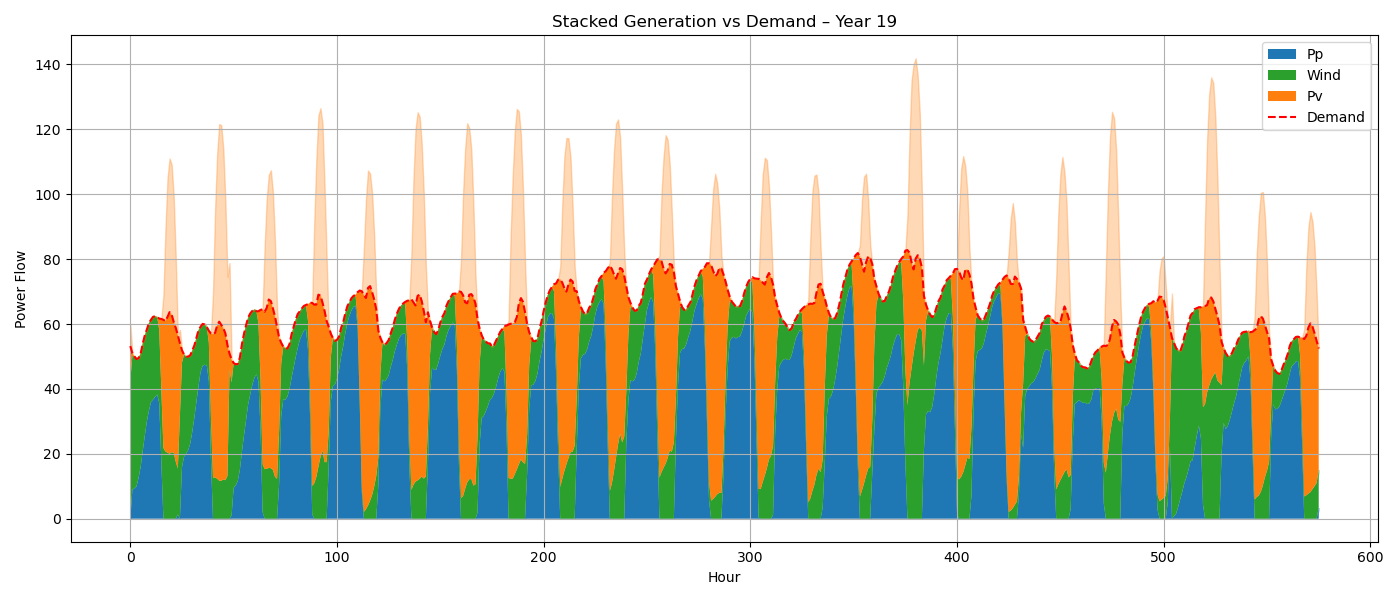 Stacked Generation vs Demand – Year 19
Power Flow
140
120
100
80
60
40
20
0
0 100 200 300 400 500 600
Hour
Pp
Wind
Pv
Demand